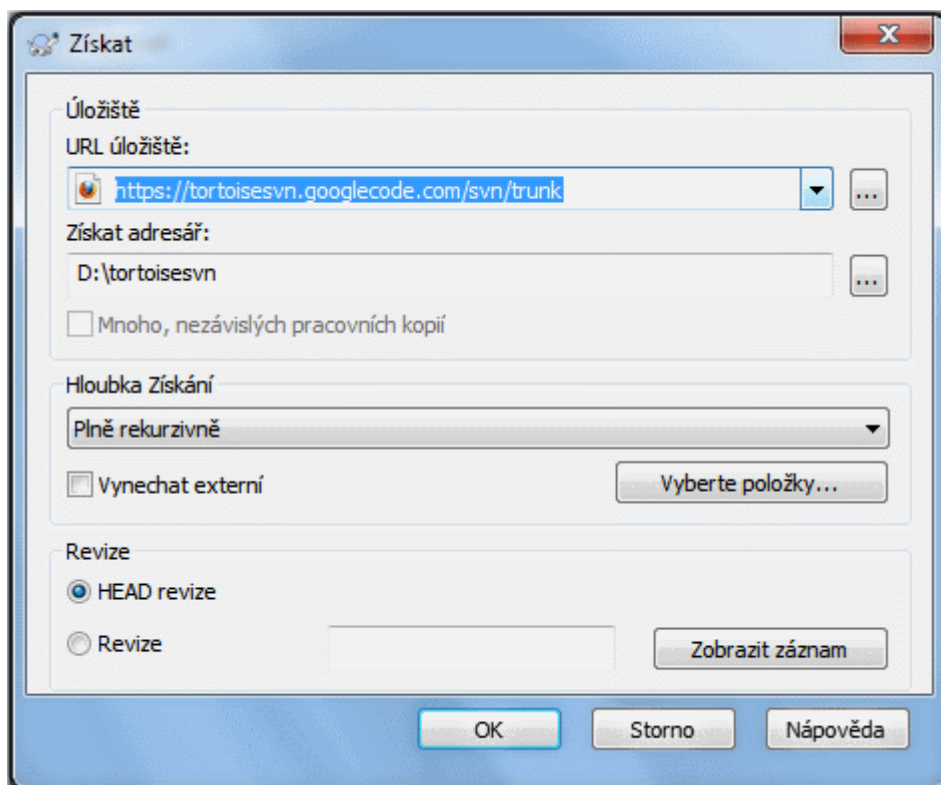 Získat
Úložiště
URL úložiště:
https://tortoisesvn.googlecode.com/svn/trunk
...
Získat adresář:
D:\tortoisesvn
...
Mnoho, nezávislých pracovních kopií
Hloubka Získání
Plně rekurzivně
Vynechat externí
Vyberte položky...
Revize
HEAD revize
Revize
Zobrazit záznam
OK
Storno
Nápověda